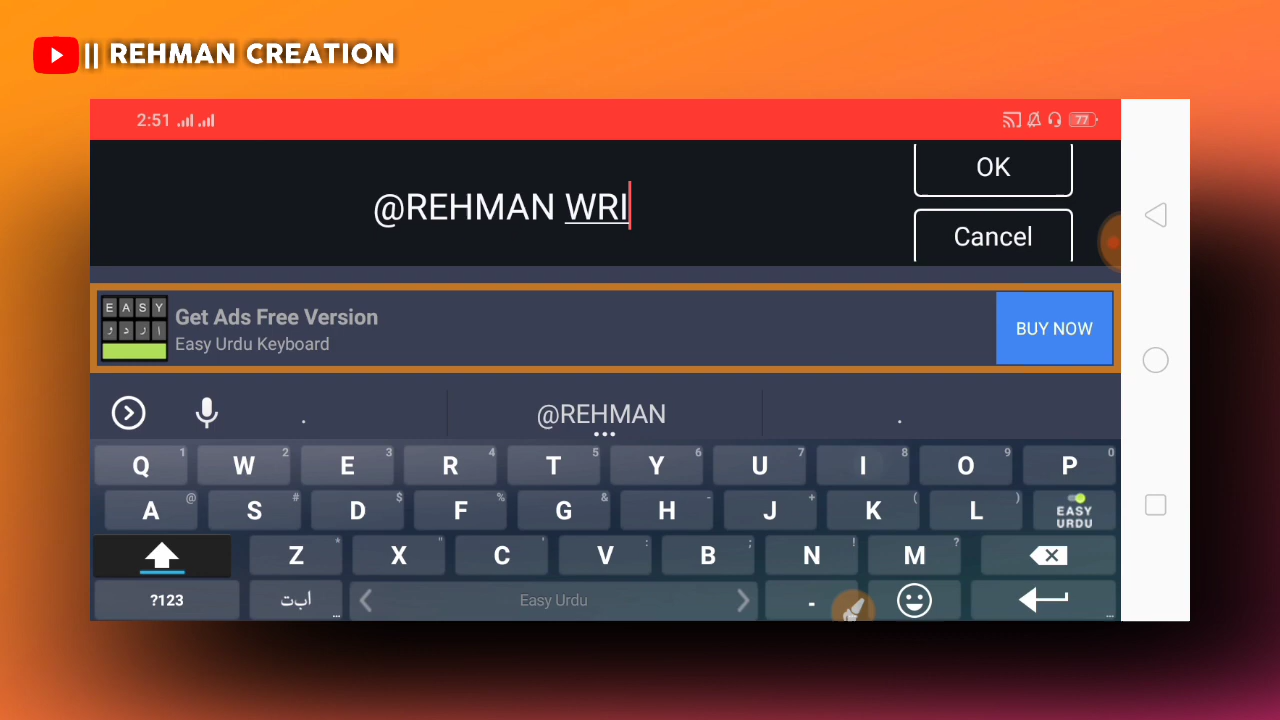 || REHMAN CREATION
2:51
77
@REHMAN WRI
OK
Cancel
E A S Y
ا ر د و
Get Ads Free Version
Easy Urdu Keyboard
BUY NOW
. @REHMAN .
Q 1 W 2 E 3 R 4 T 5 Y 6 U 7 I 8 O 9 P 0
A @ S # D $ F % G & H - J + K ( L ) EASY URDU
Z * X " C ' V : B ; N ! M ?
?123 ابت Easy Urdu -